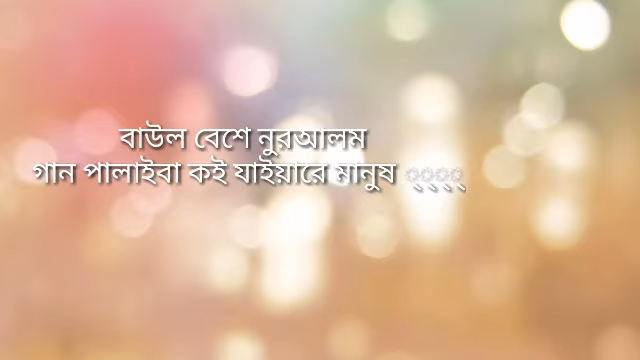 বাউল বেশে নুরআলম
গান পালাইবা কই যাইয়ারে মানুষ